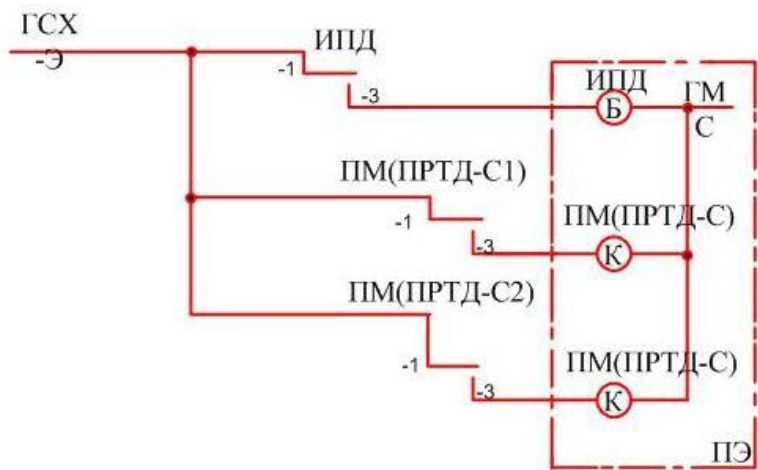 ГСХ
-Э
ИПД
-1
-3
ИПД
Б
ГМ
С
ПМ(ПРТД-С1)
-1
-3
ПМ(ПРТД-С)
К
ПМ(ПРТД-С2)
-1
-3
ПМ(ПРТД-С)
К
ПЭ